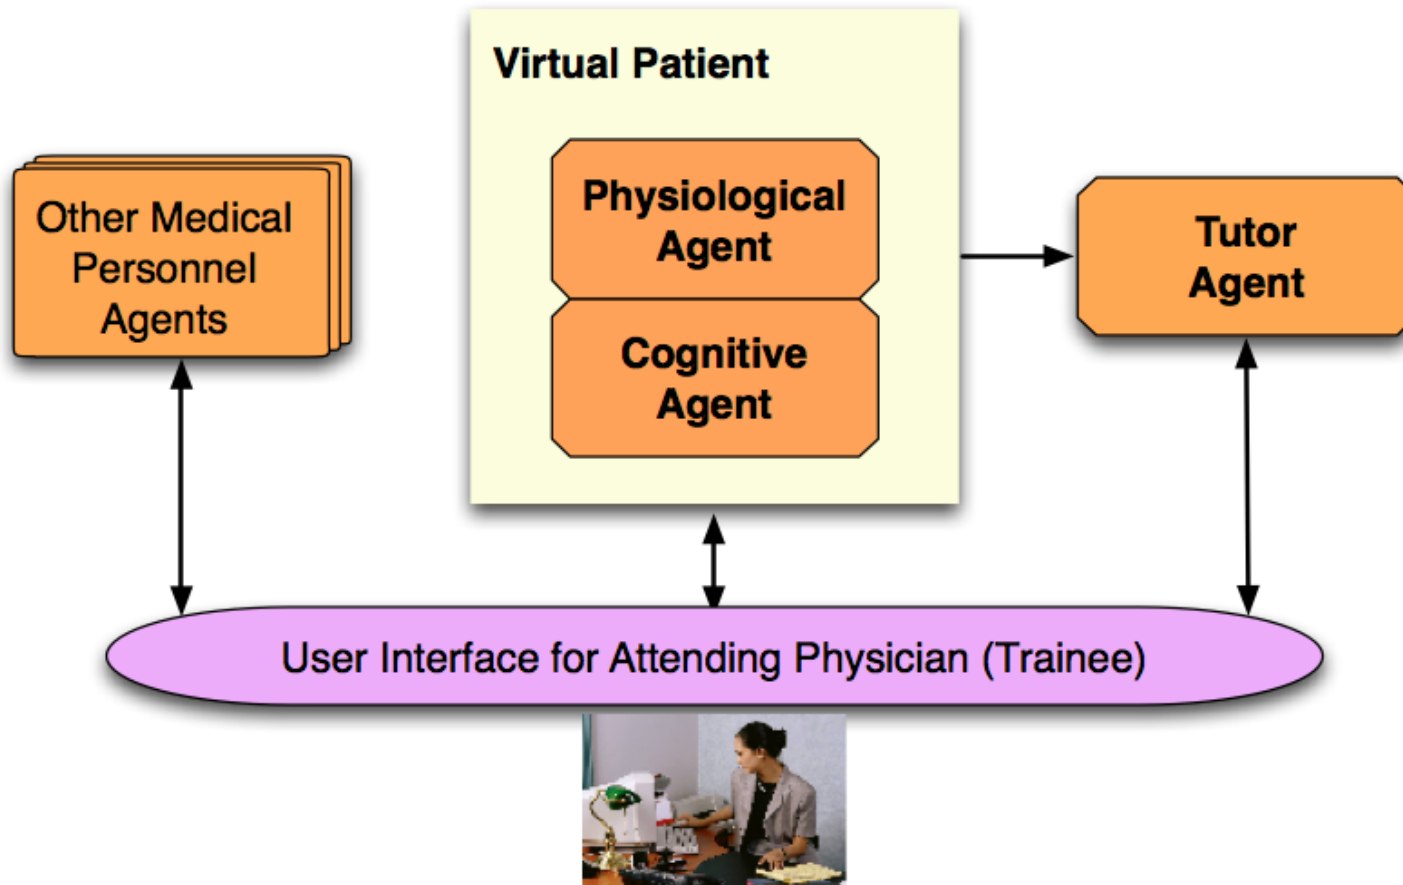 Virtual Patient
Other Medical
Personnel
Agents
Physiological
Agent
Cognitive
Agent
Tutor
Agent
User Interface for Attending Physician (Trainee)